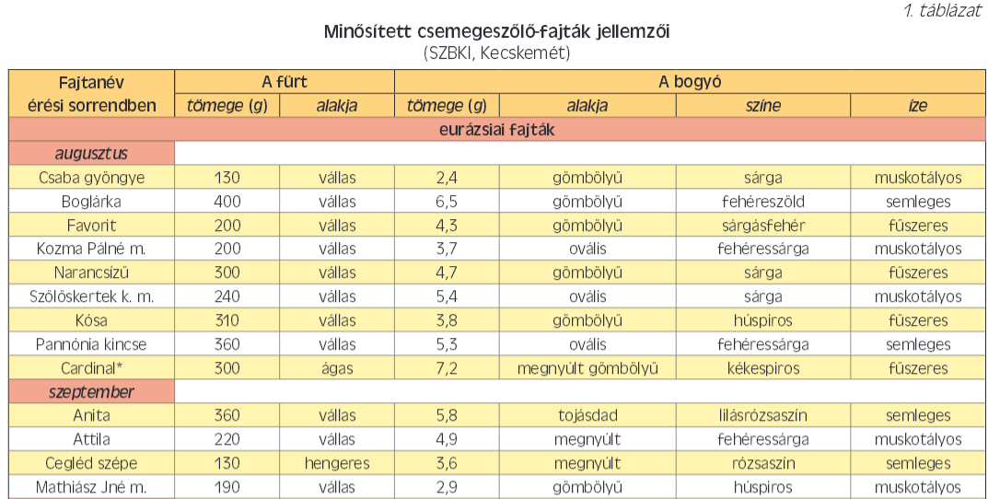 1. táblázat
Minősített csemegeszőlő-fajták jellemzői
(SZBKI, Kecskemét)
Fajtanév érési sorrendben A fürt A bogyó
tömege (g) alakja tömege (g) alakja színe íze
eurázsiai fajták
augusztus
Csaba gyöngye 130 vállas 2,4 gömbölyű sárga muskotályos
Boglárka 400 vállas 6,5 gömbölyű fehéreszöld semleges
Favorit 200 vállas 4,3 gömbölyű sárgásfehér fűszeres
Kozma Pálné m. 200 vállas 3,7 ovális fehéressárga muskotályos
Narancsízű 300 vállas 4,7 gömbölyű sárga fűszeres
Szőlőskertek k. m. 240 vállas 5,4 ovális sárga muskotályos
Kósa 310 vállas 3,8 gömbölyű húspiros fűszeres
Pannónia kincse 360 vállas 5,3 ovális fehéressárga semleges
Cardinal* 300 ágas 7,2 megnyúlt gömbölyű kékespiros fűszeres
szeptember
Anita 360 vállas 5,8 tojásdad lilásrózsaszín semleges
Attila 220 vállas 4,9 megnyúlt fehéressárga muskotályos
Cegléd szépe 130 hengeres 3,6 megnyúlt rózsaszín semleges
Mathiász Jné m. 190 vállas 2,9 gömbölyű húspiros muskotályos